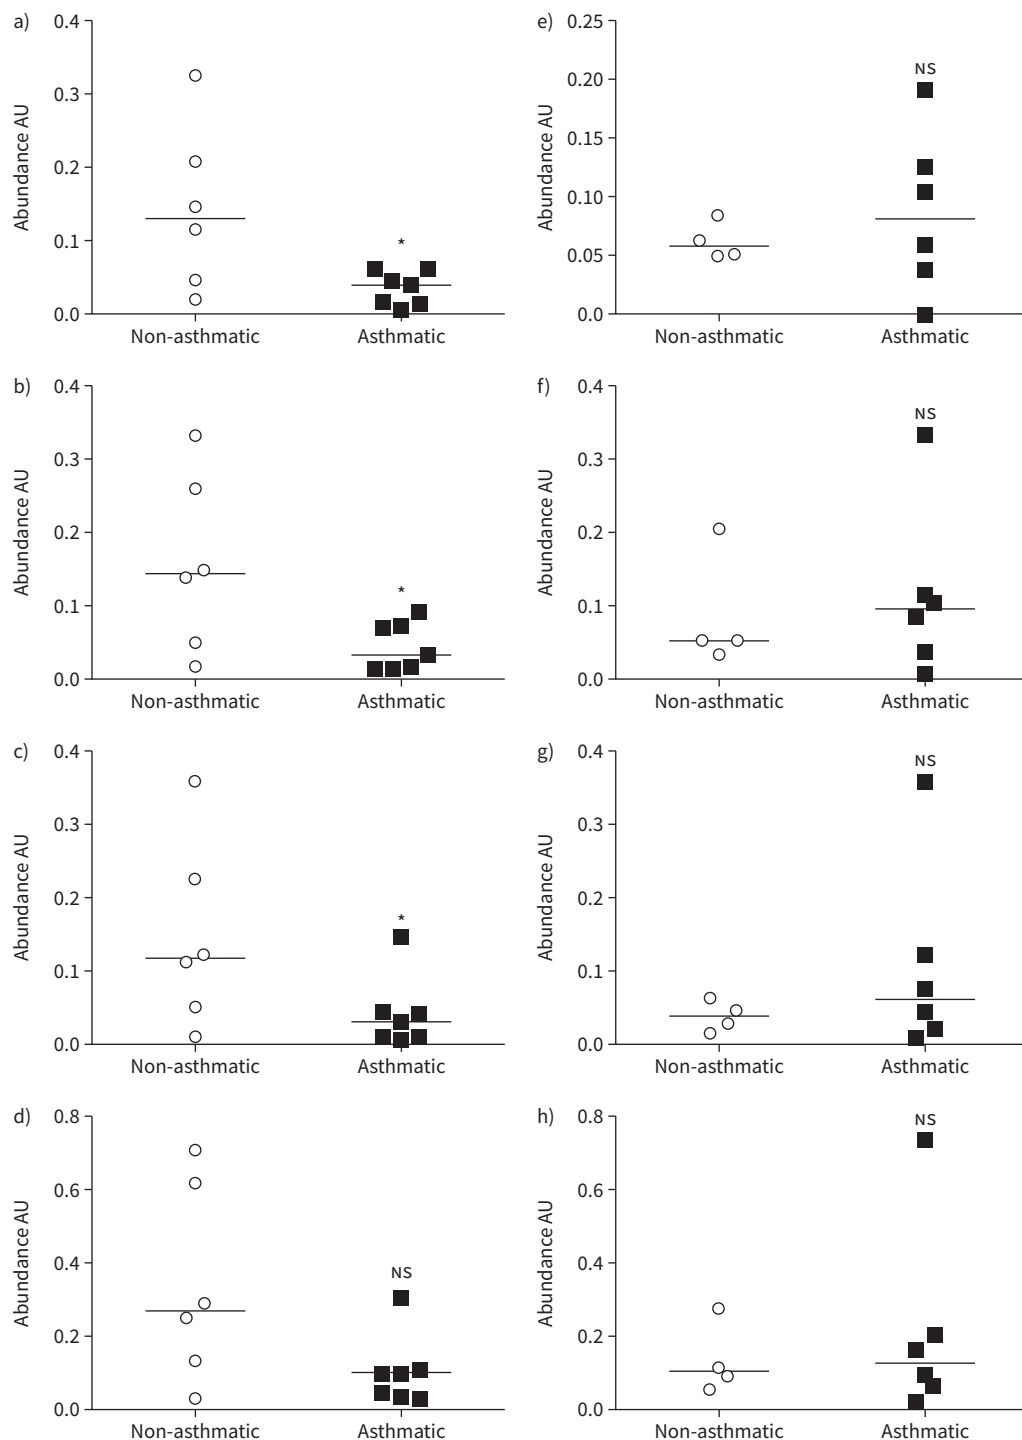 a)
0.4
0.3
0.2
0.1
0.0
Abundance AU
*
Non-asthmatic Asthmatic
e)
0.25
0.20
0.15
0.10
0.05
0.0
Abundance AU
NS
Non-asthmatic Asthmatic
b)
0.4
0.3
0.2
0.1
0.0
Abundance AU
*
Non-asthmatic Asthmatic
f)
0.4
0.3
0.2
0.1
0.0
Abundance AU
NS
Non-asthmatic Asthmatic
c)
0.4
0.3
0.2
0.1
0.0
Abundance AU
*
Non-asthmatic Asthmatic
g)
0.4
0.3
0.2
0.1
0.0
Abundance AU
NS
Non-asthmatic Asthmatic
d)
0.8
0.6
0.4
0.2
0.0
Abundance AU
NS
Non-asthmatic Asthmatic
h)
0.8
0.6
0.4
0.2
0.0
Abundance AU
NS
Non-asthmatic Asthmatic